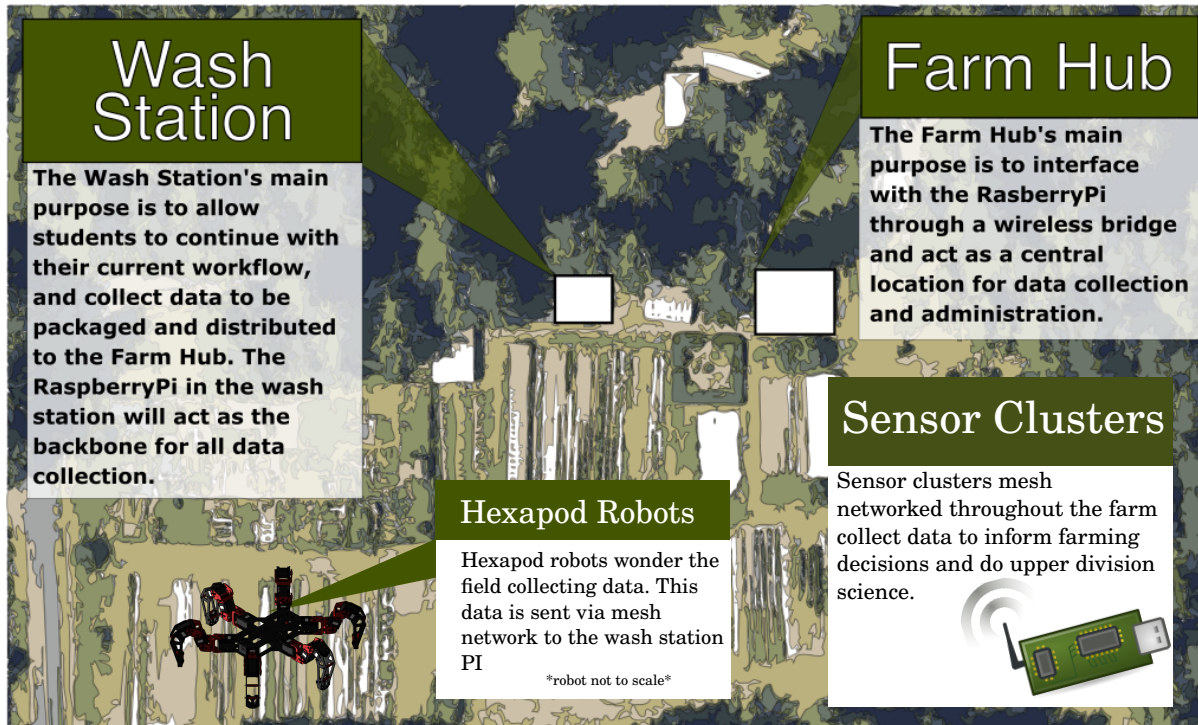 Wash
Station
The Wash Station's main
purpose is to allow
students to continue with
their current workflow,
and collect data to be
packaged and distributed
to the Farm Hub. The
RaspberryPi in the wash
station will act as the
backbone for all data
collection.
Farm Hub
The Farm Hub's main
purpose is to interface
with the RasberryPi
through a wireless bridge
and act as a central
location for data collection
and administration.
Sensor Clusters
Sensor clusters mesh
networked throughout the farm
collect data to inform farming
decisions and do upper division
science.
Hexapod Robots
Hexapod robots wonder the
field collecting data. This
data is sent via mesh
network to the wash station
PI
*robot not to scale*